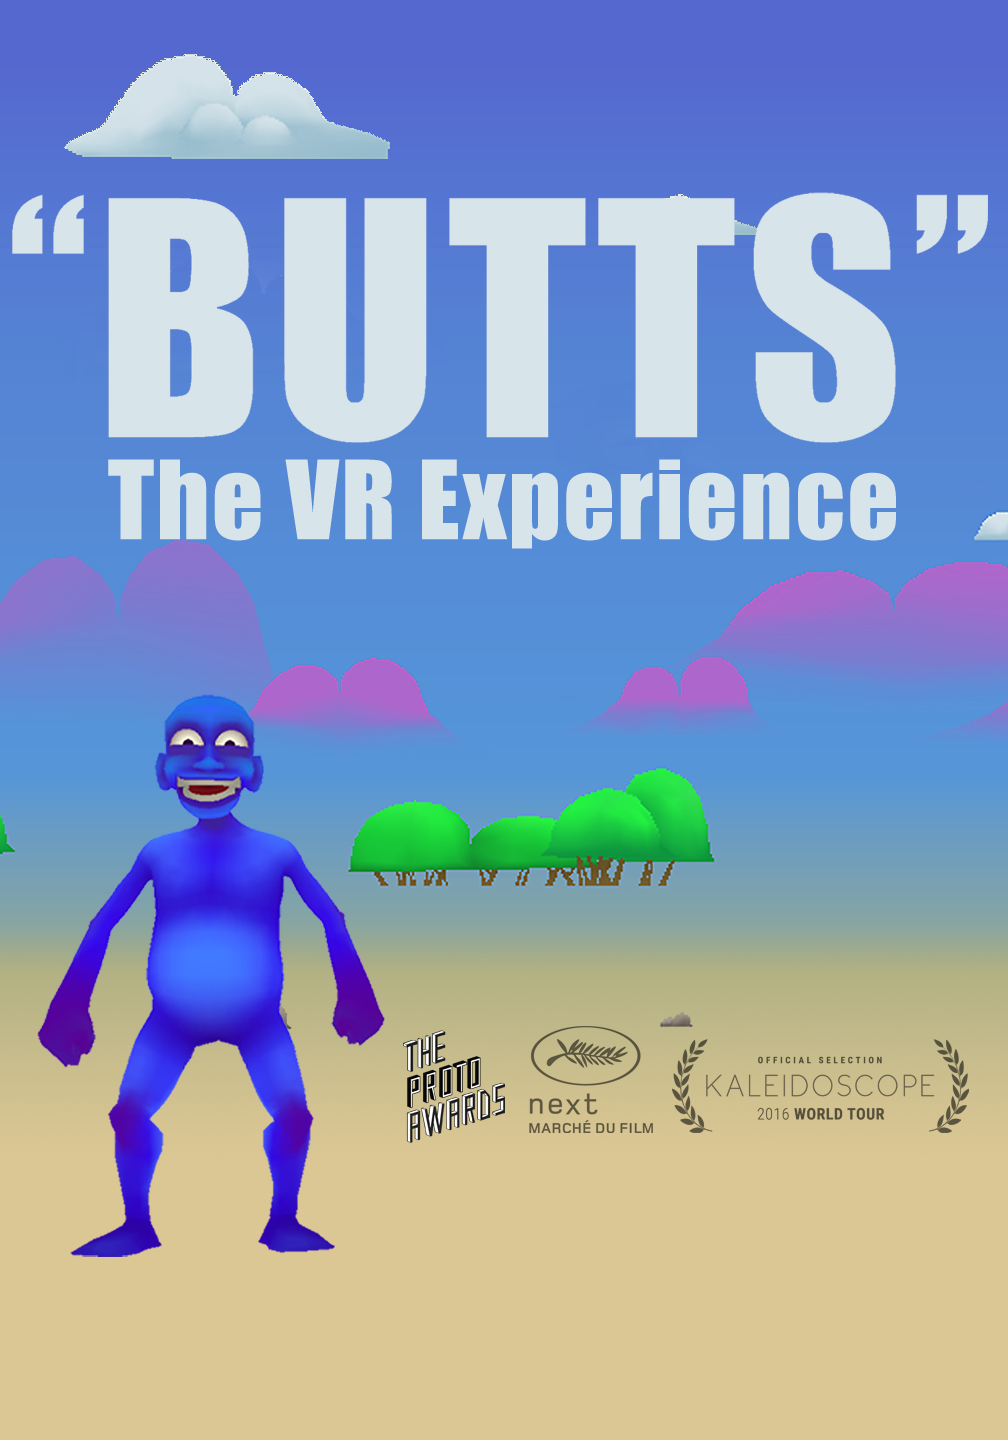 “BUTTS”
The VR Experience
THE
PROTO
AWARDS
next
MARCHÉ DU FILM
OFFICIAL SELECTION
KALEIDOSCOPE
2016 WORLD TOUR